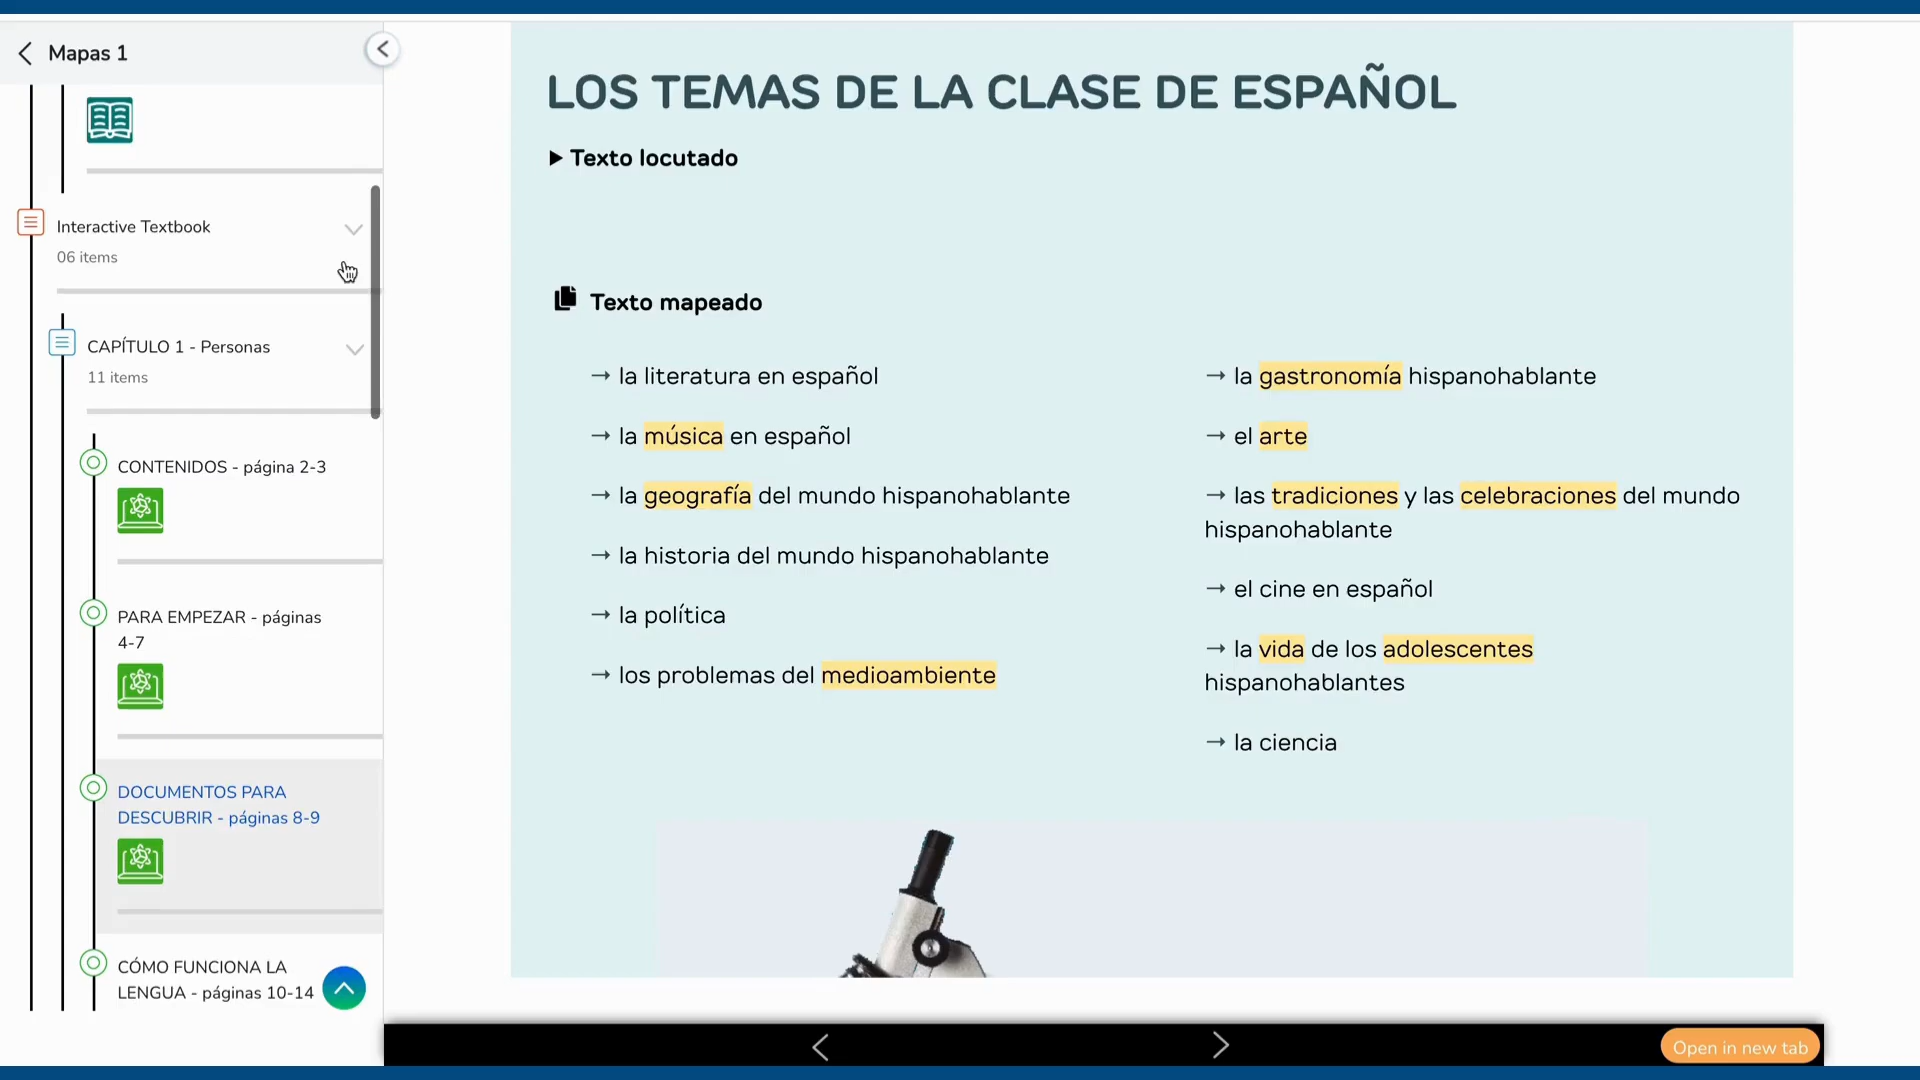 Mapas 1
Interactive Textbook
06 items
CAPÍTULO 1 - Personas
11 items
CONTENIDOS - página 2-3
PARA EMPEZAR - páginas
4-7
DOCUMENTOS PARA
DESCUBRIR - páginas 8-9
CÓMO FUNCIONA LA
LENGUA - páginas 10-14
LOS TEMAS DE LA CLASE DE ESPAÑOL
▶ Texto locutado
Texto mapeado
→ la literatura en español
→ la música en español
→ la geografía del mundo hispanohablante
→ la historia del mundo hispanohablante
→ la política
→ los problemas del medioambiente
→ la gastronomía hispanohablante
→ el arte
→ las tradiciones y las celebraciones del mundo
hispanohablante
→ el cine en español
→ la vida de los adolescentes
hispanohablantes
→ la ciencia
Open in new tab